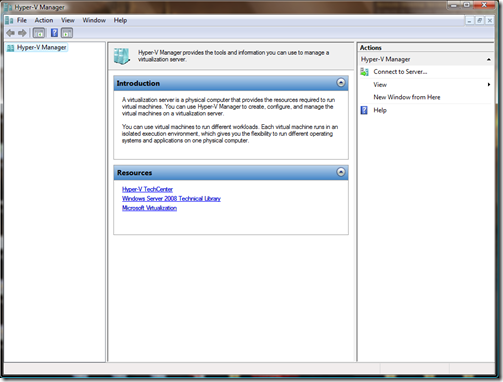 Hyper-V Manager
File Action View Window Help
Hyper-V Manager
Hyper-V Manager provides the tools and information you can use to manage a
virtualization server.
Introduction
A virtualization server is a physical computer that provides the resources required to run
virtual machines. You can use Hyper-V Manager to create, configure, and manage the
virtual machines on a virtualization server.
You can use virtual machines to run different workloads. Each virtual machine runs in an
isolated execution environment, which gives you the flexibility to run different operating
systems and applications on one physical computer.
Resources
Hyper-V TechCenter
Windows Server 2008 Technical Library
Microsoft Virtualization
Actions
Hyper-V Manager
Connect to Server...
View
New Window from Here
Help